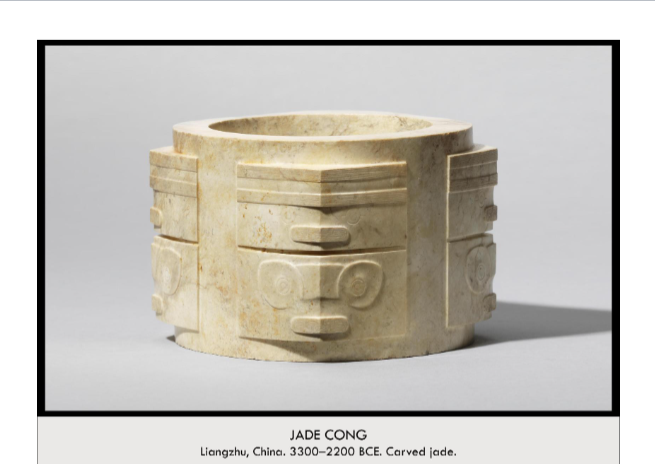 JADE CONG
Liangzhu, China. 3300–2200 BCE. Carved jade.